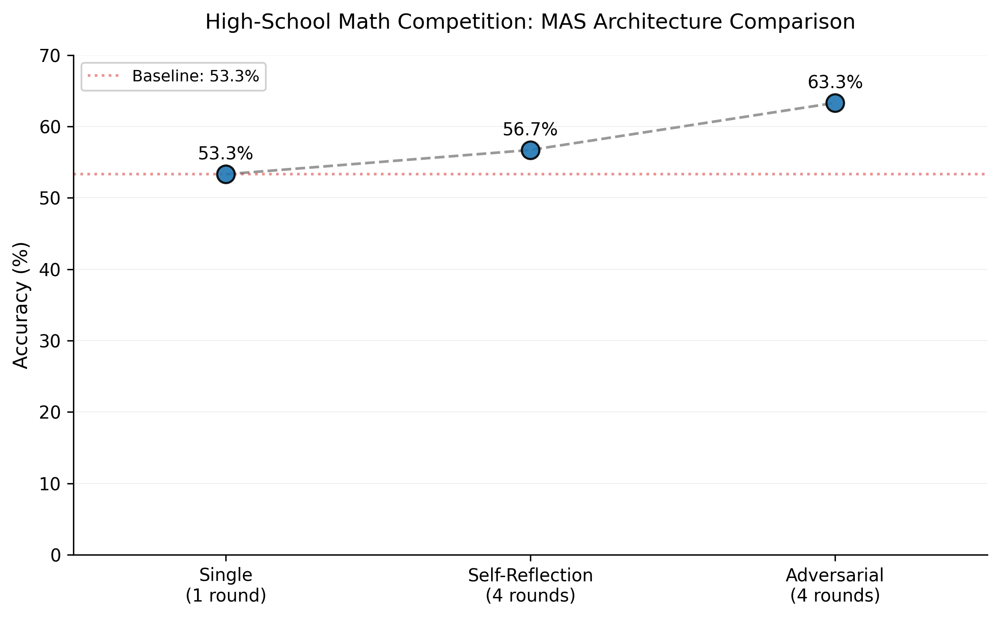 High-School Math Competition: MAS Architecture Comparison
70
Baseline: 53.3%
63.3%
60
56.7%
53.3%
50
40
Accuracy (%)
30
20
10
0
Single
(1 round)
Self-Reflection
(4 rounds)
Adversarial
(4 rounds)